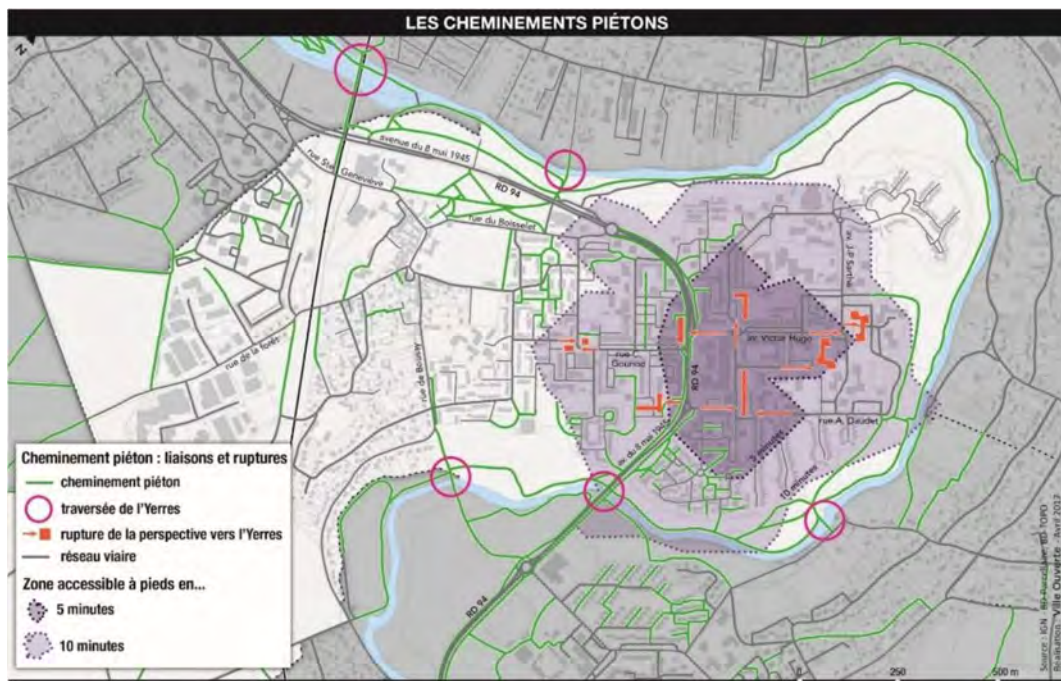 LES CHEMINEMENTS PIÉTONS
N
avenue du 8 mai 1945
rue Ste Geneviève
RD 94
rue du Boisselet
av. J.P Sartre
av. Victor Hugo
rue de la forêt
rue de Brunoy
rue C. Gounod
RD 94
rue A. Daudet
av. du 8 mai 1945
5 minutes
10 minutes
RD 94
Cheminement piéton : liaisons et ruptures
cheminement piéton
traversée de l'Yerres
rupture de la perspective vers l'Yerres
réseau viaire
Zone accessible à pieds en...
5 minutes
10 minutes
0 250 500 m
Source : IGN - BD Parcellaire, BD TOPO
Réalisation : Ville Ouverte - Avril 2012